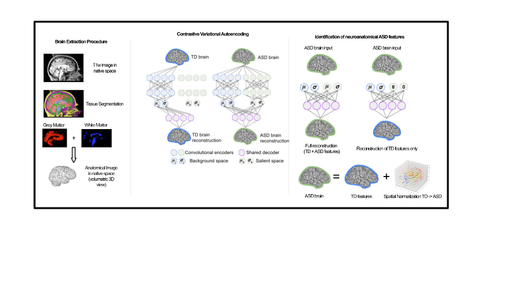 Brain Extraction Procedure
The image in
native space
Tissue Segmentation
Grey Matter
White Matter
+
Anatomical Image
in native-space
(volumetric 3D
view)
Contrastive Variational Autoencoding
TD brain
ASD brain
TD brain
reconstruction
ASD brain
reconstruction
Convolutional encoders
Shared decoder
Background space
Salient space
Identification of neuroanatomical ASD features
ASD brain input
ASD brain input
μ σ μ σ
μ σ 0 0
Full reconstruction
(TD + ASD features)
Reconstruction of TD features only
= +
ASD brain
TD features
Spatial Normalization TD -> ASD